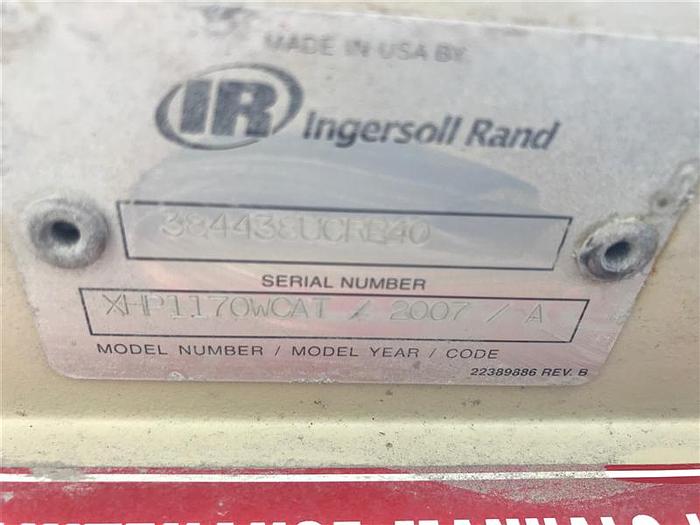 MADE IN USA BY
IR Ingersoll Rand
384438UCRB40
SERIAL NUMBER
XHP1170WCAT / 2007 / A
MODEL NUMBER / MODEL YEAR / CODE
22389886 REV. B